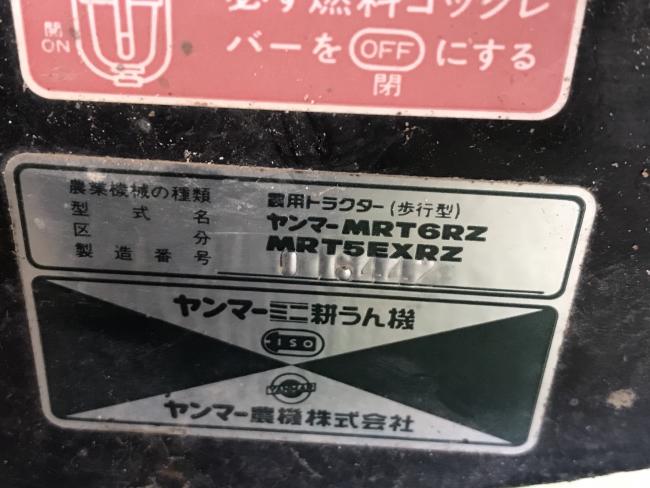 必ず燃料コックレ
開
ON
バーを OFF にする
閉
農業機械の種類 農用トラクター(歩行型)
型式名 ヤンマーMRT6RZ
区分 MRT5EXRZ
製造番号
ヤンマーミニ耕うん機
ISO
YANMAR
ヤンマー農機株式会社